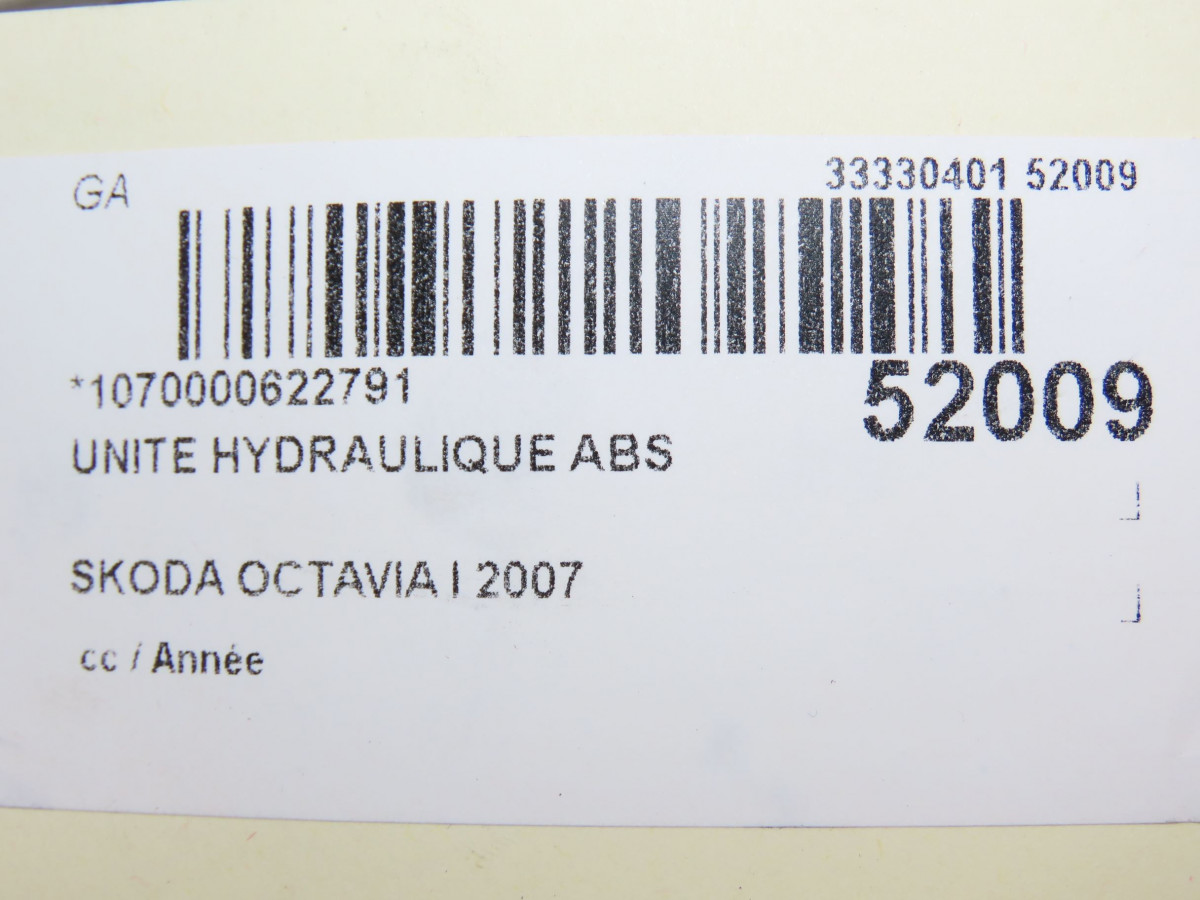 GA
33330401 52009
*1070000622791
52009
UNITE HYDRAULIQUE ABS
SKODA OCTAVIA I 2007
cc / Année